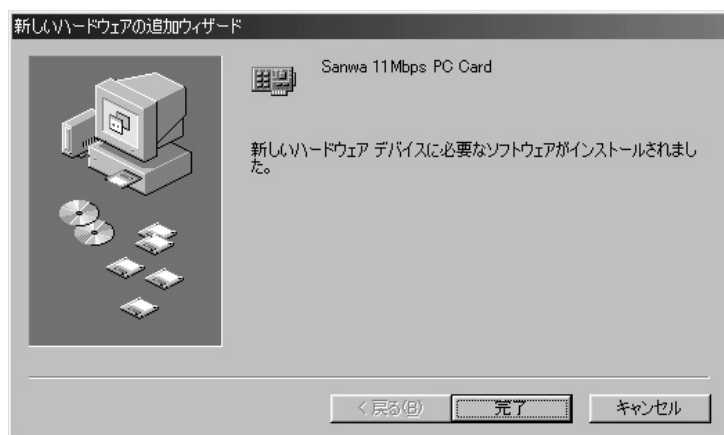 新しいハードウェアの追加ウィザード
Sanwa 11Mbps PC Card
新しいハードウェア デバイスに必要なソフトウェアがインストールされまし
た。
< 戻る(B)
完了
キャンセル